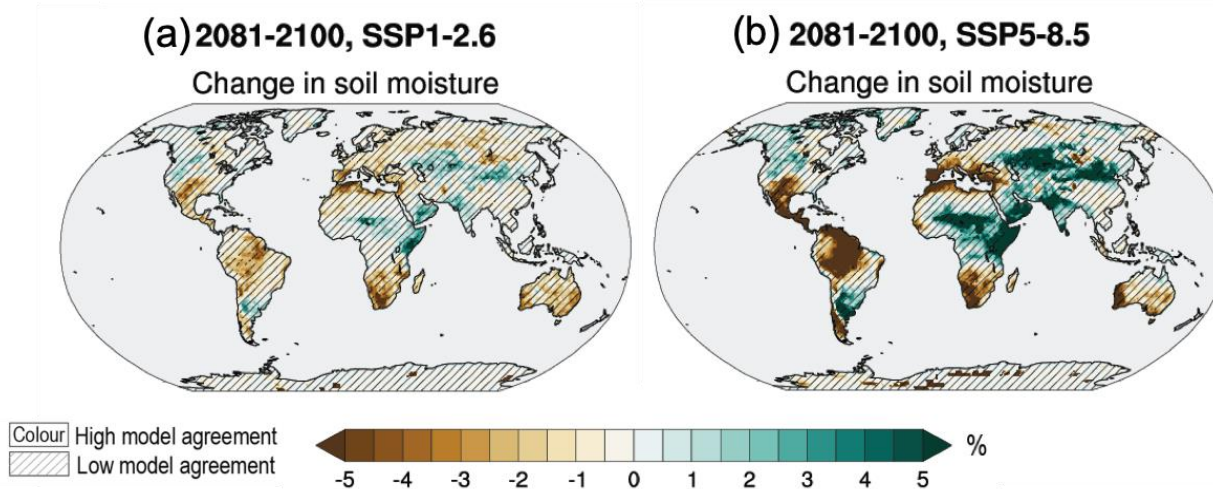 (a) 2081-2100, SSP1-2.6
Change in soil moisture
(b) 2081-2100, SSP5-8.5
Change in soil moisture
Colour High model agreement
Low model agreement
-5 -4 -3 -2 -1 0 1 2 3 4 5 %